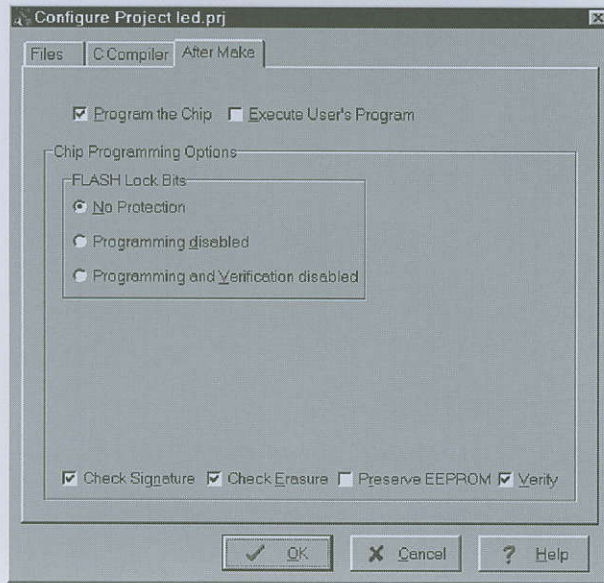 Configure Project led.prj
Files C Compiler After Make
Program the Chip Execute User's Program
Chip Programming Options
FLASH Lock Bits
No Protection
Programming disabled
Programming and Verification disabled
Check Signature Check Erasure Preserve EEPROM Verify
OK Cancel ? Help